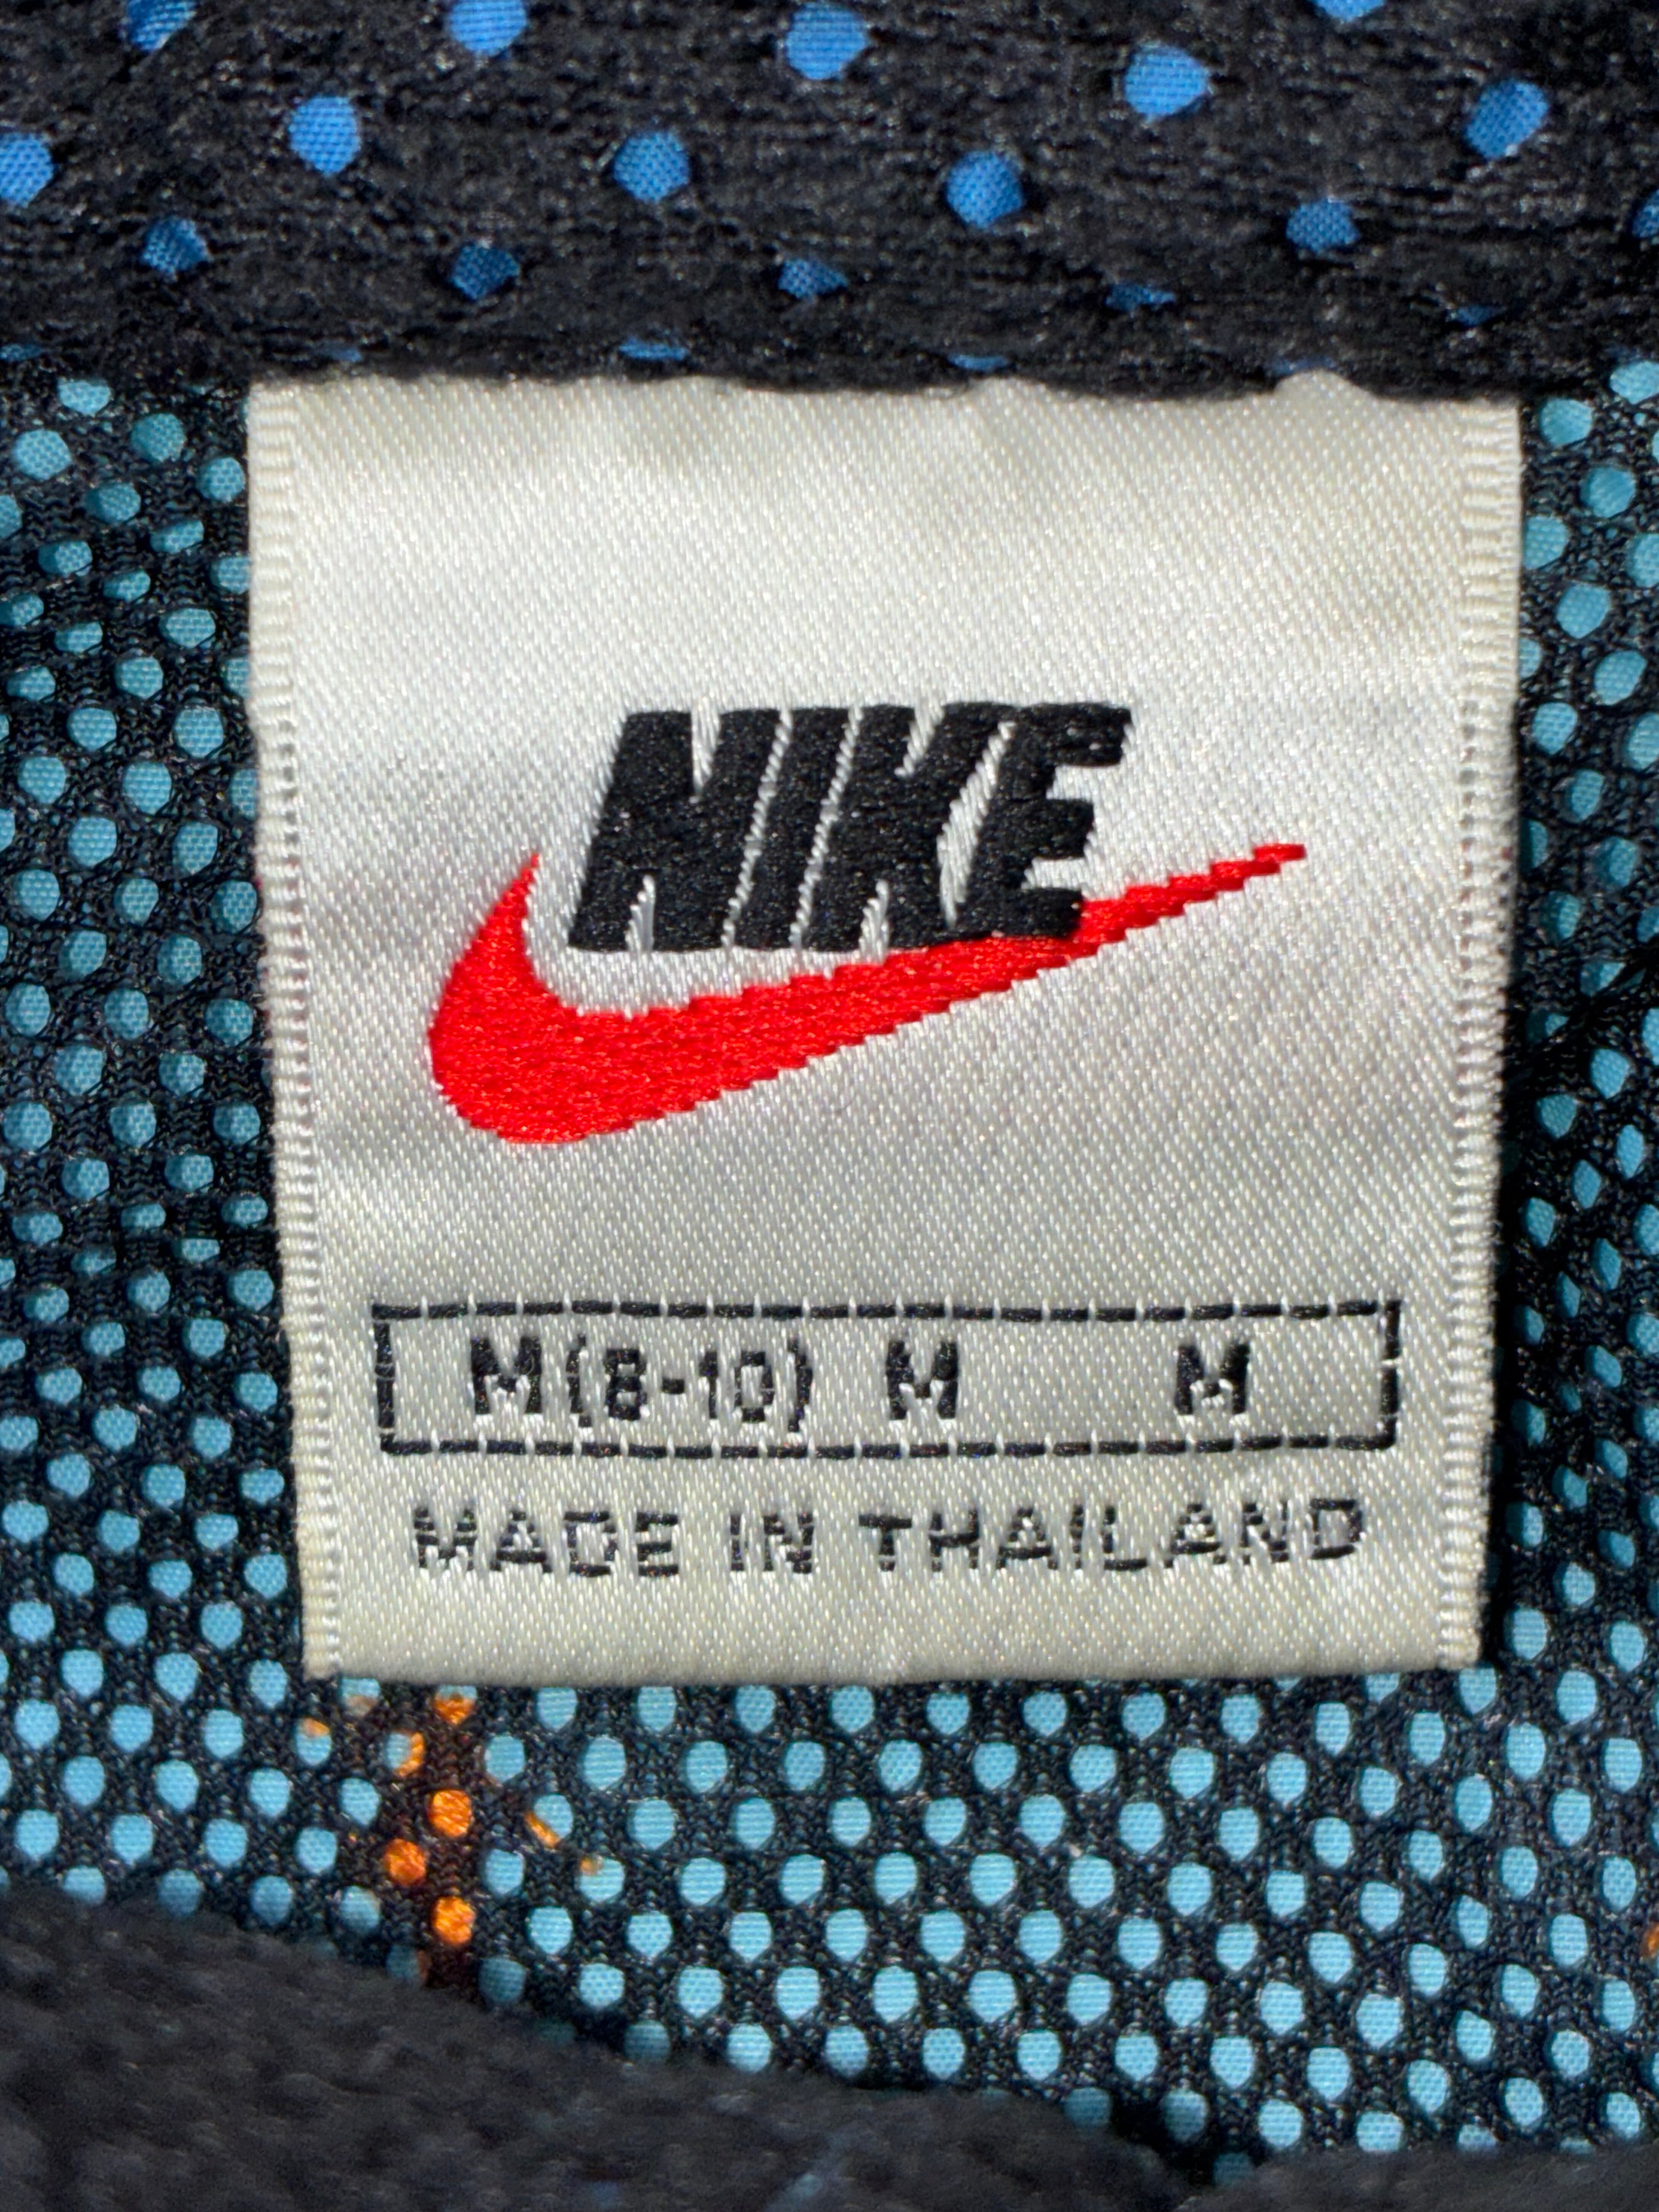 NIKE
M(8-10) M M
MADE IN THAILAND